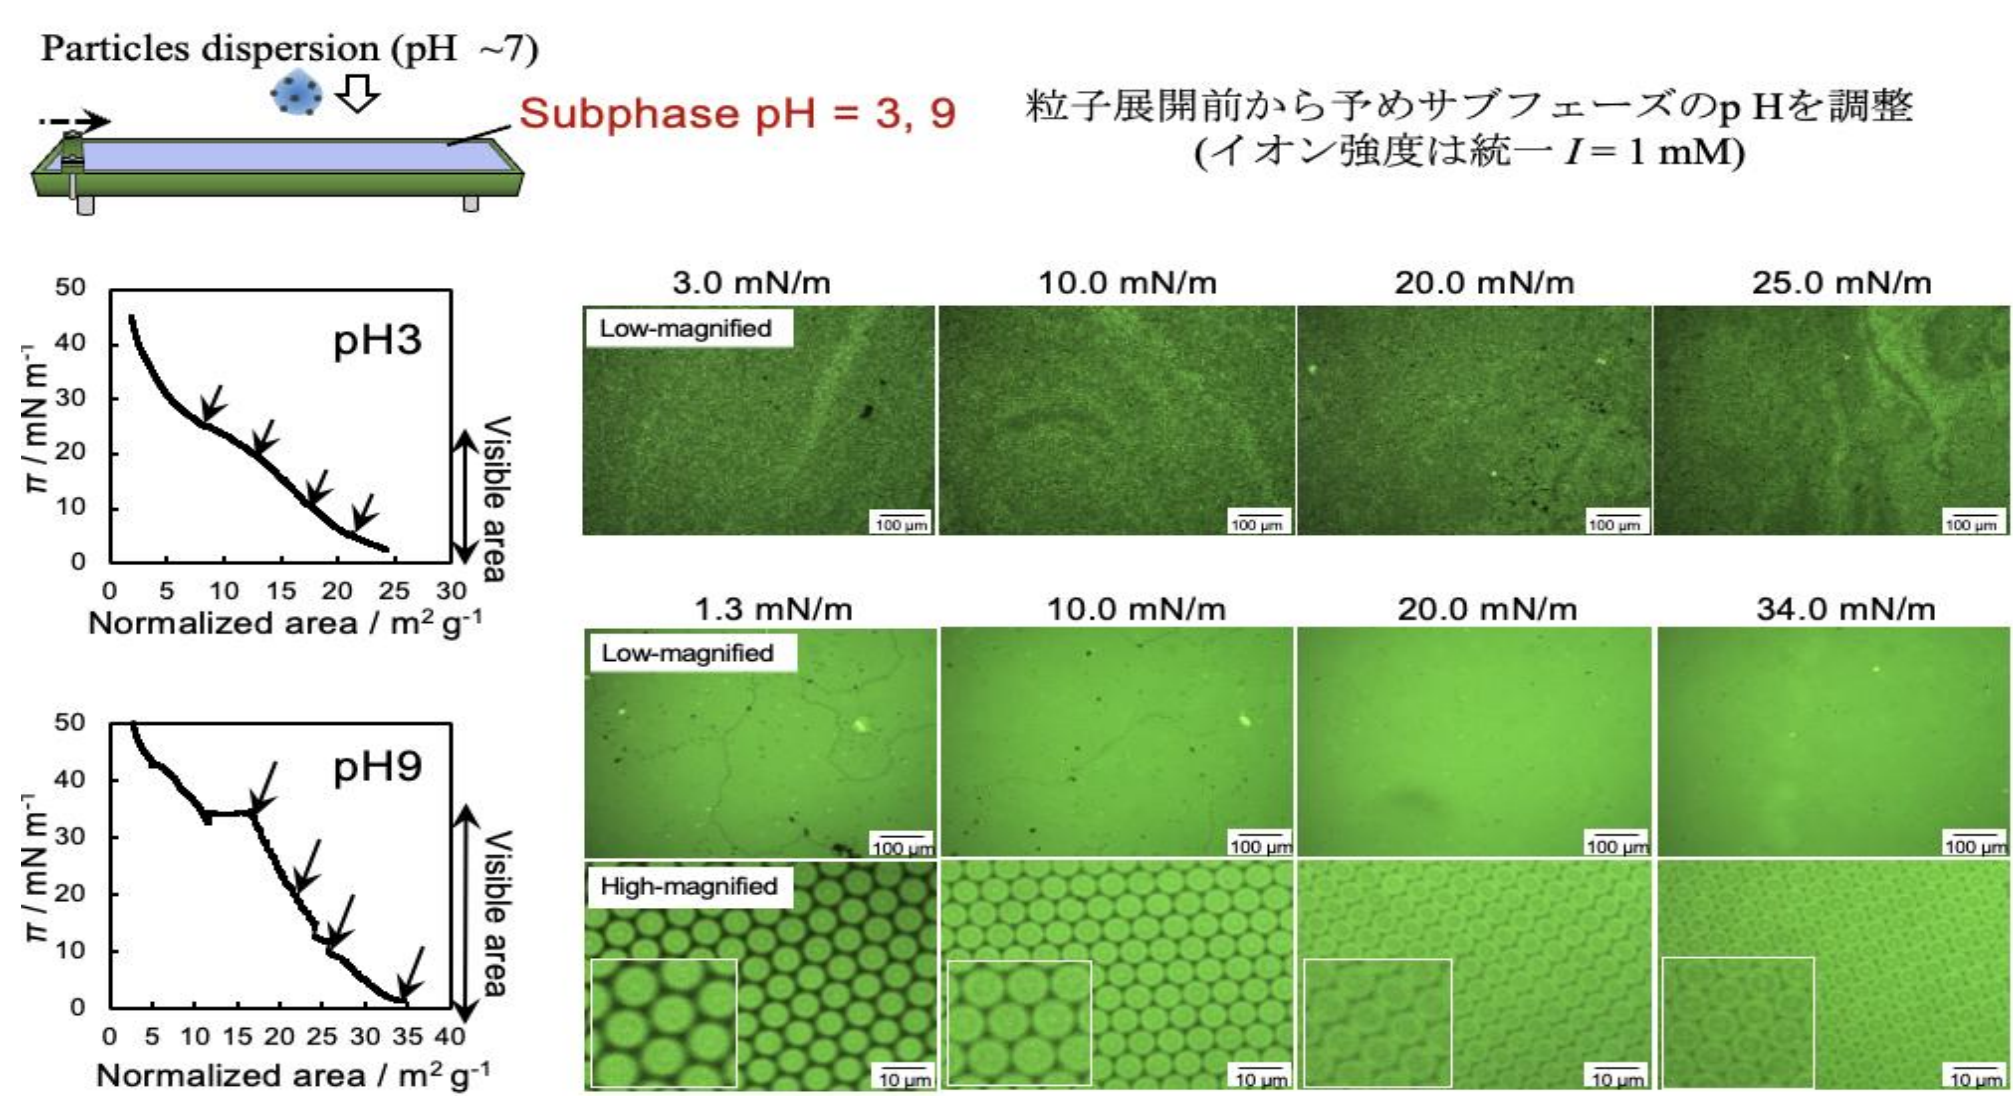 Particles dispersion (pH ~7)
Subphase pH = 3, 9
粒子展開前から予めサブフェーズのp Hを調整
(イオン強度は統一 I = 1 mM)
50
40
30
20
10
0
π / mN m-1
pH3
Visible area
0 5 10 15 20 25 30
Normalized area / m2 g-1
3.0 mN/m
10.0 mN/m
20.0 mN/m
25.0 mN/m
Low-magnified
100 μm
100 μm
100 μm
100 μm
50
40
30
20
10
0
π / mN m-1
pH9
Visible area
0 5 10 15 20 25 30 35 40
Normalized area / m2 g-1
1.3 mN/m
10.0 mN/m
20.0 mN/m
34.0 mN/m
Low-magnified
100 μm
100 μm
100 μm
100 μm
High-magnified
10 μm
10 μm
10 μm
10 μm